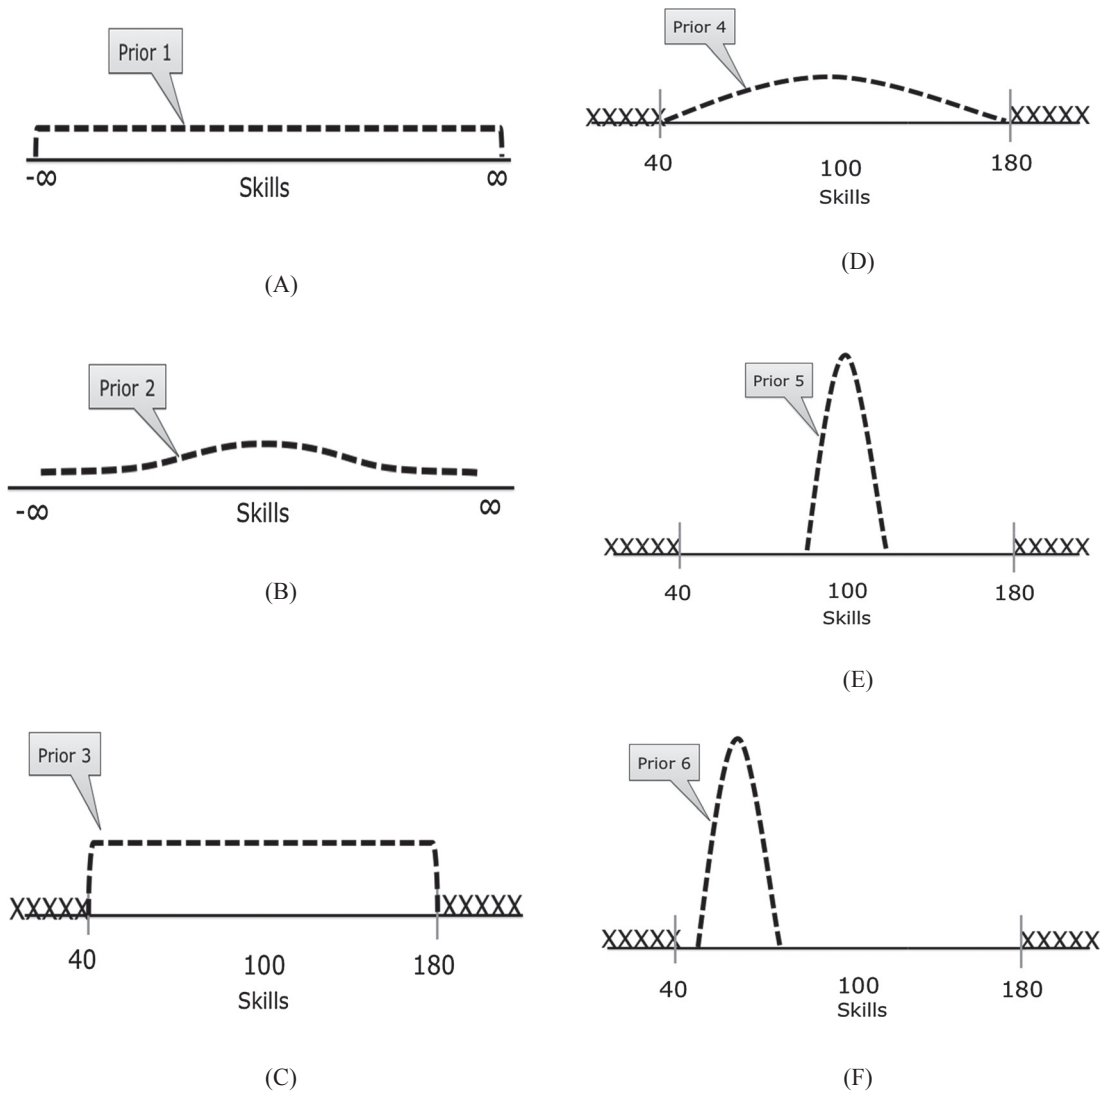 Prior 1
-∞ ∞
Skills
(A)
Prior 2
-∞ ∞
Skills
(B)
Prior 3
XXXXX XXXXX
40 100 180
Skills
(C)
Prior 4
XXXXX XXXXX
40 100 180
Skills
(D)
Prior 5
XXXXX XXXXX
40 100 180
Skills
(E)
Prior 6
XXXXX XXXXX
40 100 180
Skills
(F)